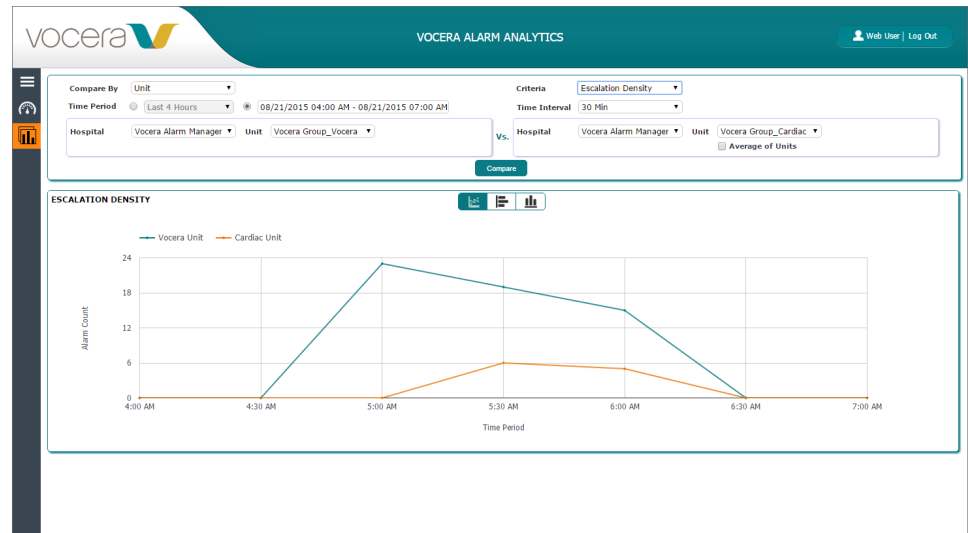 vocera
VOCERA ALARM ANALYTICS
Web User | Log Out
Compare By Unit
Criteria Escalation Density
Time Period Last 4 Hours 08/21/2015 04:00 AM - 08/21/2015 07:00 AM
Time Interval 30 Min
Hospital Vocera Alarm Manager Unit Vocera Group_Vocera
Vs.
Hospital Vocera Alarm Manager Unit Vocera Group_Cardiac
Average of Units
Compare
ESCALATION DENSITY
Vocera Unit Cardiac Unit
24
18
12
6
0
Alarm Count
4:00 AM 4:30 AM 5:00 AM 5:30 AM 6:00 AM 6:30 AM 7:00 AM
Time Period